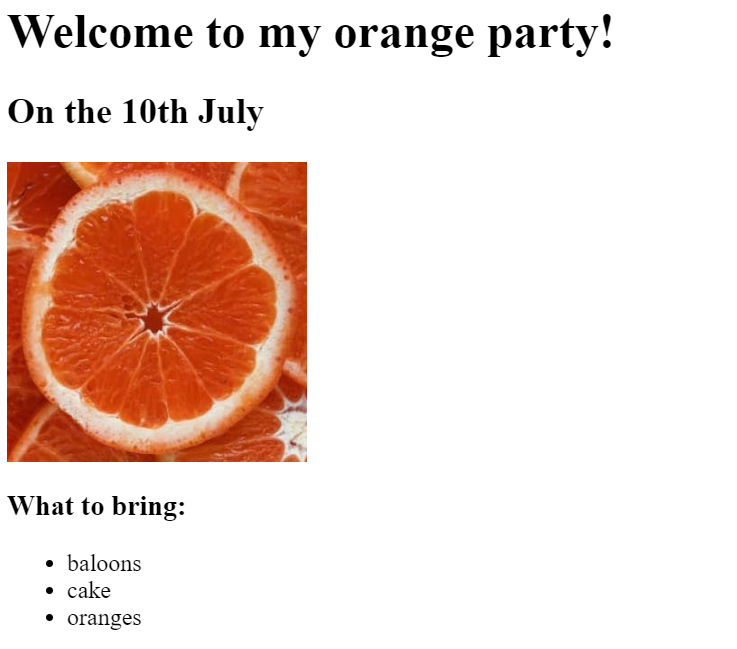 Welcome to my orange party!
On the 10th July
What to bring:
baloons
cake
oranges